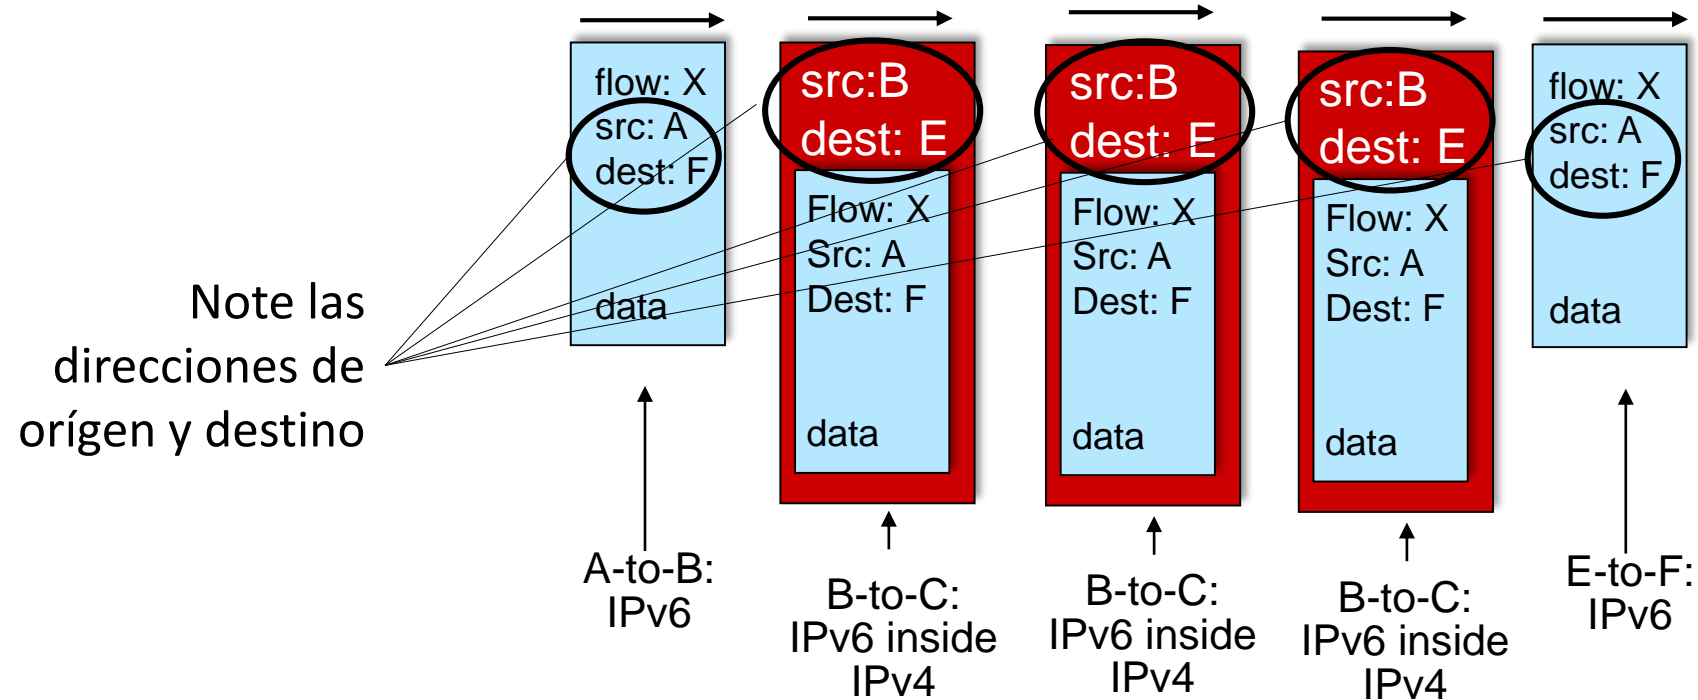 flow: X
src: A
dest: F
data
src:B
dest: E
Flow: X
Src: A
Dest: F
data
src:B
dest: E
Flow: X
Src: A
Dest: F
data
src:B
dest: E
Flow: X
Src: A
Dest: F
data
flow: X
src: A
dest: F
data
Note las
direcciones de
orígen y destino
A-to-B:
IPv6
B-to-C:
IPv6 inside
IPv4
B-to-C:
IPv6 inside
IPv4
B-to-C:
IPv6 inside
IPv4
E-to-F:
IPv6